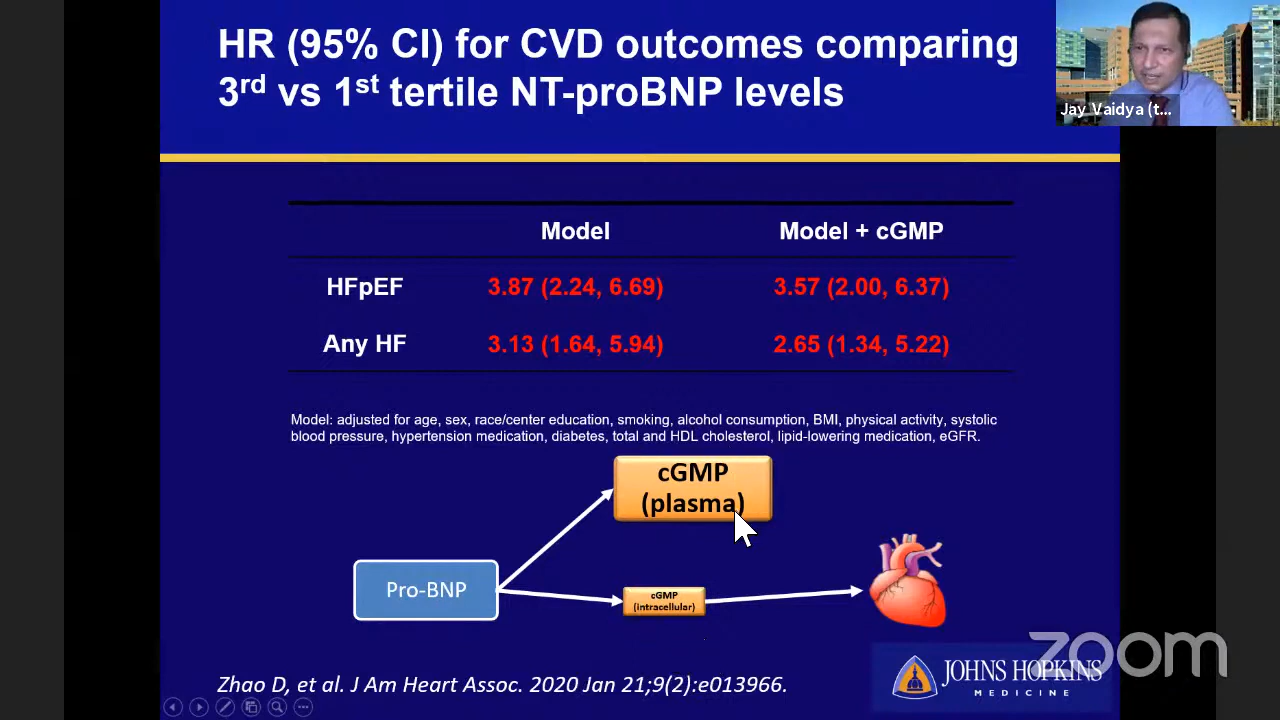 HR (95% CI) for CVD outcomes comparing
3rd vs 1st tertile NT-proBNP levels
Jay Vaidya (t...
Model Model + cGMP
HFpEF 3.87 (2.24, 6.69) 3.57 (2.00, 6.37)
Any HF 3.13 (1.64, 5.94) 2.65 (1.34, 5.22)
Model: adjusted for age, sex, race/center education, smoking, alcohol consumption, BMI, physical activity, systolic
blood pressure, hypertension medication, diabetes, total and HDL cholesterol, lipid-lowering medication, eGFR.
cGMP
(plasma)
Pro-BNP
cGMP
(intracellular)
zoom
JOHNS HOPKINS
MEDICINE
Zhao D, et al. J Am Heart Assoc. 2020 Jan 21;9(2):e013966.